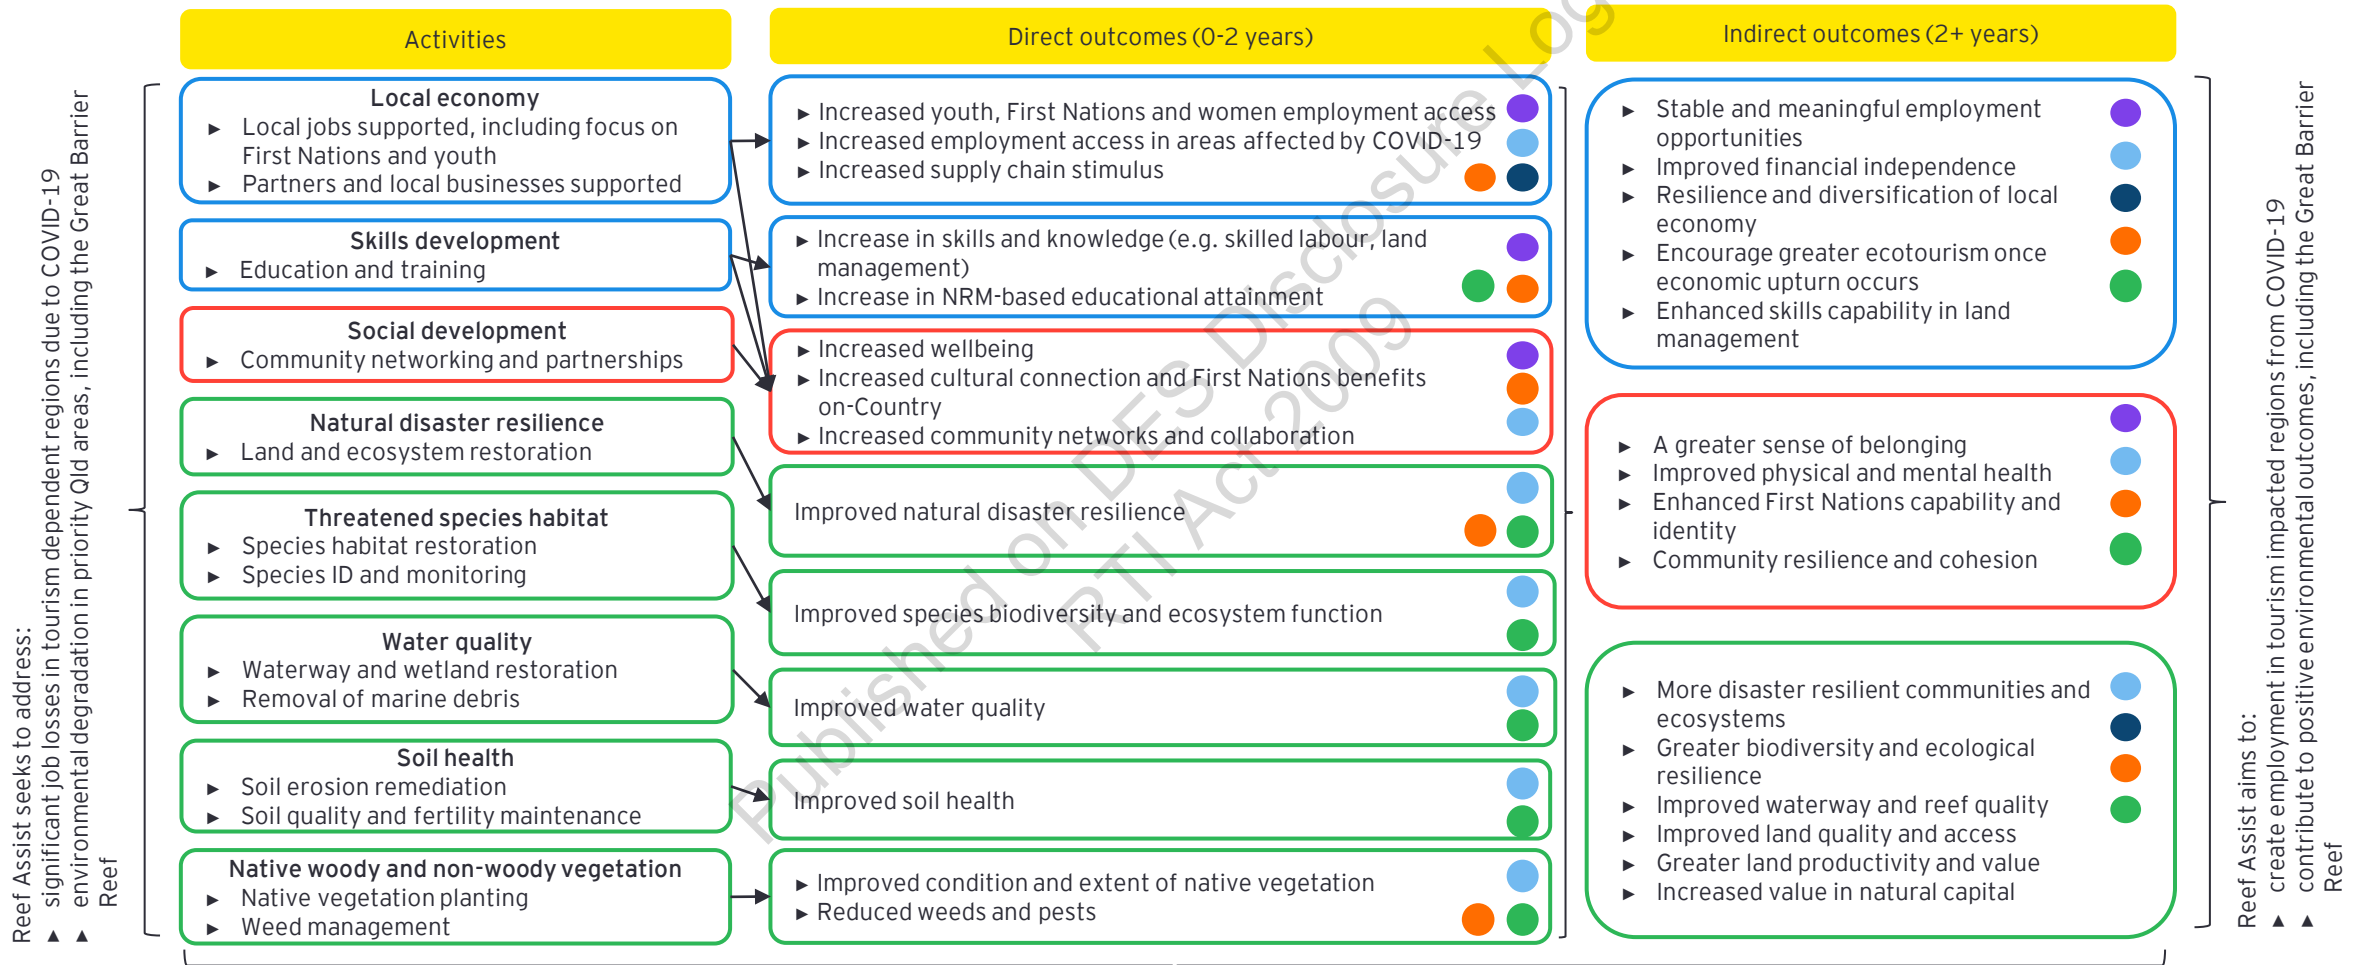 Reef Assist seeks to address:
► significant job losses in tourism dependent regions due to COVID-19
► environmental degradation in priority Qld areas, including the Great Barrier
Reef
Activities
Local economy
► Local jobs supported, including focus on
First Nations and youth
► Partners and local businesses supported
Skills development
► Education and training
Social development
► Community networking and partnerships
Natural disaster resilience
► Land and ecosystem restoration
Threatened species habitat
► Species habitat restoration
► Species ID and monitoring
Water quality
► Waterway and wetland restoration
► Removal of marine debris
Soil health
► Soil erosion remediation
► Soil quality and fertility maintenance
Native woody and non-woody vegetation
► Native vegetation planting
► Weed management
Direct outcomes (0-2 years)
► Increased youth, First Nations and women employment access
► Increased employment access in areas affected by COVID-19
► Increased supply chain stimulus
► Increase in skills and knowledge (e.g. skilled labour, land
management)
► Increase in NRM-based educational attainment
► Increased wellbeing
► Increased cultural connection and First Nations benefits
on-Country
► Increased community networks and collaboration
Improved natural disaster resilience
Improved species biodiversity and ecosystem function
Improved water quality
Improved soil health
► Improved condition and extent of native vegetation
► Reduced weeds and pests
Indirect outcomes (2+ years)
► Stable and meaningful employment
opportunities
► Improved financial independence
► Resilience and diversification of local
economy
► Encourage greater ecotourism once
economic upturn occurs
► Enhanced skills capability in land
management
► A greater sense of belonging
► Improved physical and mental health
► Enhanced First Nations capability and
identity
► Community resilience and cohesion
► More disaster resilient communities and
ecosystems
► Greater biodiversity and ecological
resilience
► Improved waterway and reef quality
► Improved land quality and access
► Greater land productivity and value
► Increased value in natural capital
Reef Assist aims to:
► create employment in tourism impacted regions from COVID-19
► contribute to positive environmental outcomes, including the Great Barrier
Reef
Published on DES Disclosure Log
RTI Act 2009